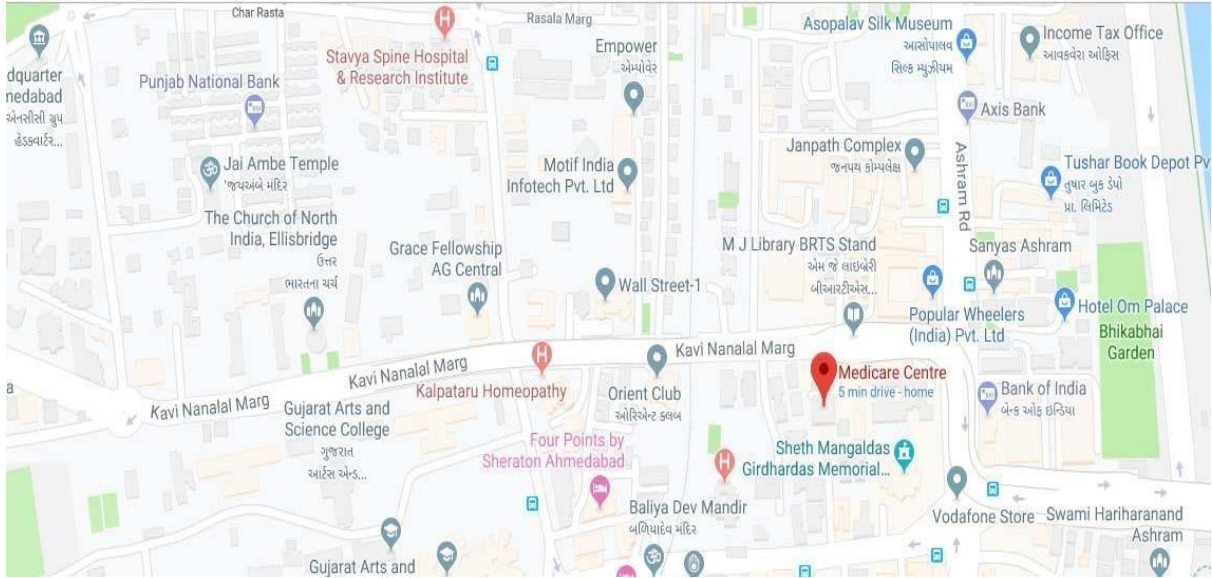 Char Rasta
Rasala Marg
Stavya Spine Hospital
& Research Institute
Empower
એમ્પોવેર
Asopalav Silk Museum
આસોપાલવ
સિલ્ક મ્યુઝીયમ
Income Tax Office
આવકવેરા ઓફિસ
dquarter
medabad
એનસીસી ગ્રુપ
હેડક્વાર્ટર...
Punjab National Bank
Axis Bank
Jai Ambe Temple
'જયઅંબે મંદિર
Motif India
Infotech Pvt. Ltd
Janpath Complex
જનપથ કોમ્પલેક્ષ
Ashram Rd
Tushar Book Depot Pv
તુષાર બુક ડેપો
પ્રા. લિમિટેડ
The Church of North
India, Ellisbridge
ઉત્તર
ભારતના ચર્ચ
Grace Fellowship
AG Central
Wall Street-1
M J Library BRTS Stand
એમ જે લાઇબ્રેરી
બીઆરટીએસ...
Sanyas Ashram
Popular Wheelers
(India) Pvt. Ltd
Hotel Om Palace
Bhikabhai
Garden
Kavi Nanalal Marg
Kavi Nanalal Marg
Kavi Nanalal Marg
Kalpataru Homeopathy
Orient Club
ઓરિએન્ટ ક્લબ
Medicare Centre
5 min drive - home
Bank of India
બેન્ક ઓફ ઇન્ડિયા
a
Gujarat Arts and
Science College
ગુજરાત
આર્ટસ એન્ડ...
Four Points by
Sheraton Ahmedabad
Sheth Mangaldas
Girdhardas Memorial...
Baliya Dev Mandir
બળિયાદેવ મંદિર
Vodafone Store
Swami Hariharanand
Ashram
Gujarat Arts and